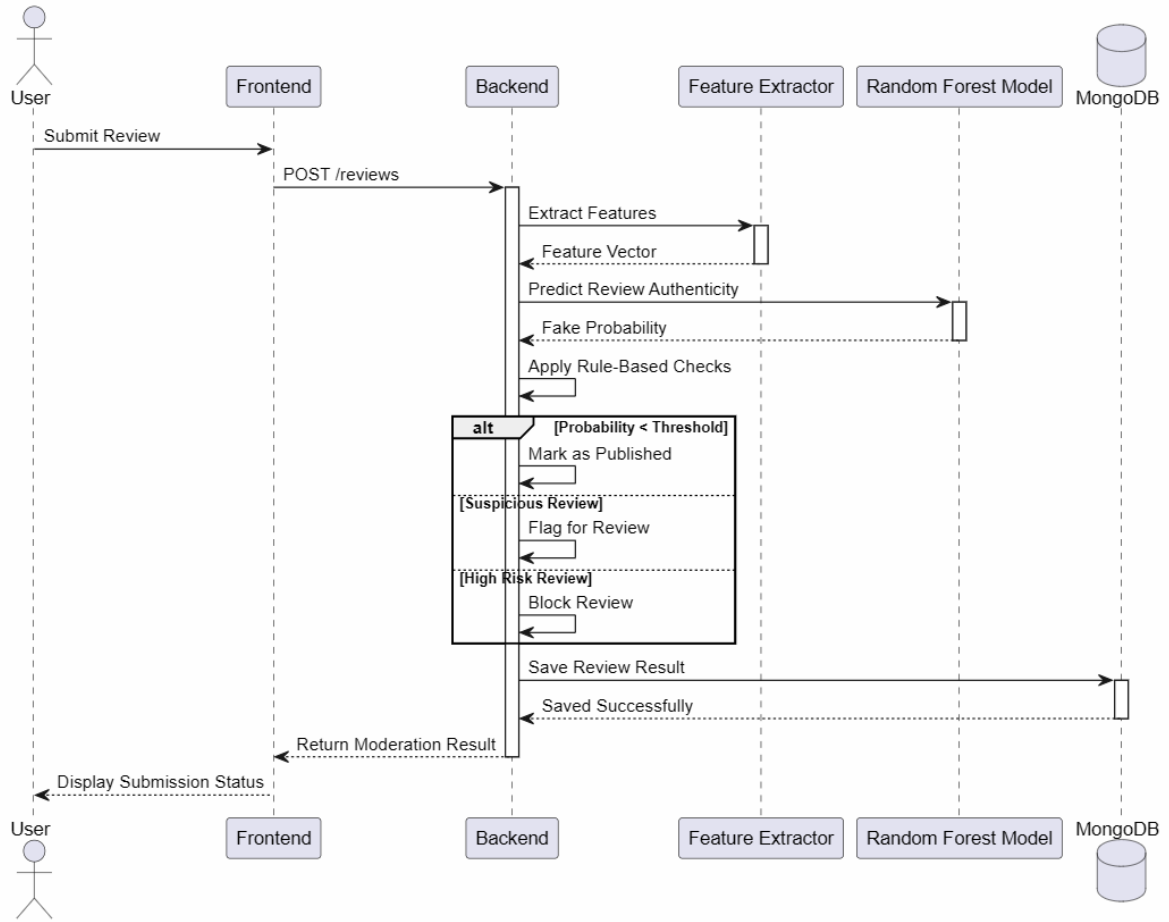 User
Frontend
Backend
Feature Extractor
Random Forest Model
MongoDB
Submit Review
POST /reviews
Extract Features
Feature Vector
Predict Review Authenticity
Fake Probability
Apply Rule-Based Checks
alt
[Probability < Threshold]
Mark as Published
[Suspicious Review]
Flag for Review
[High Risk Review]
Block Review
Save Review Result
Saved Successfully
Return Moderation Result
Display Submission Status
User
Frontend
Backend
Feature Extractor
Random Forest Model
MongoDB